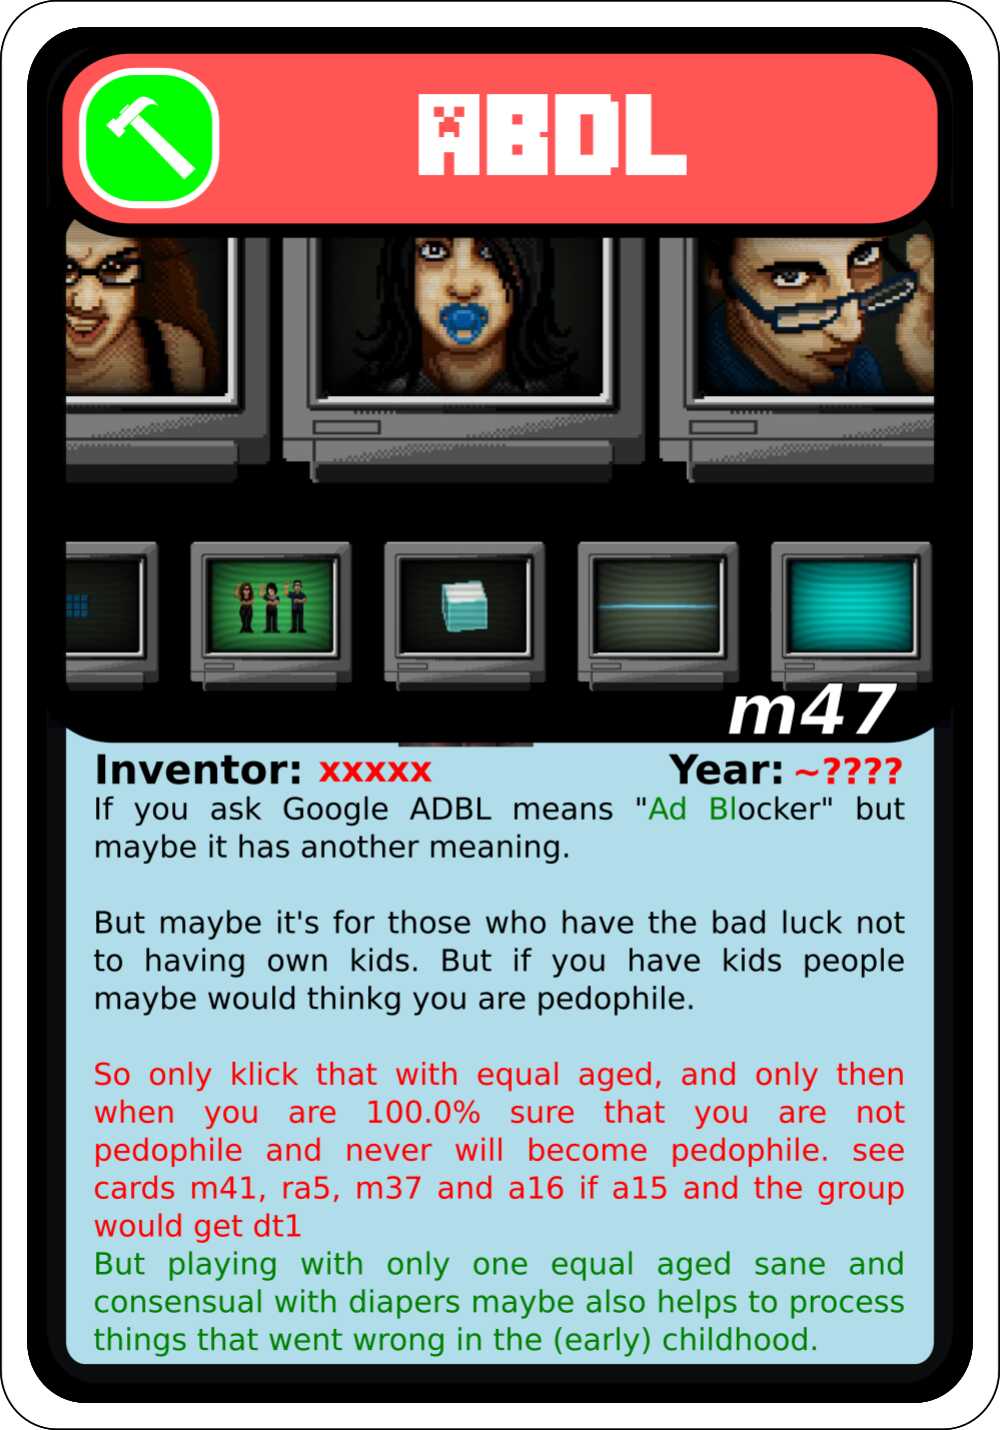 ABDL
m47
Inventor: xxxxx Year: ~????
If you ask Google ADBL means "Ad Blocker" but
maybe it has another meaning.
But maybe it's for those who have the bad luck not
to having own kids. But if you have kids people
maybe would thinkg you are pedophile.
So only klick that with equal aged, and only then
when you are 100.0% sure that you are not
pedophile and never will become pedophile. see
cards m41, ra5, m37 and a16 if a15 and the group
would get dt1
But playing with only one equal aged sane and
consensual with diapers maybe also helps to process
things that went wrong in the (early) childhood.